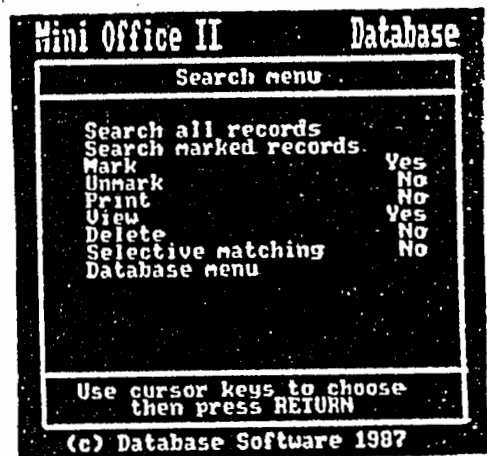 Mini Office II Database
Search menu
Search all records
Search marked records
Mark Yes
Unmark No
Print No
View Yes
Delete No
Selective matching No
Database menu
Use cursor keys to choose
then press RETURN
(c) Database Software 1987